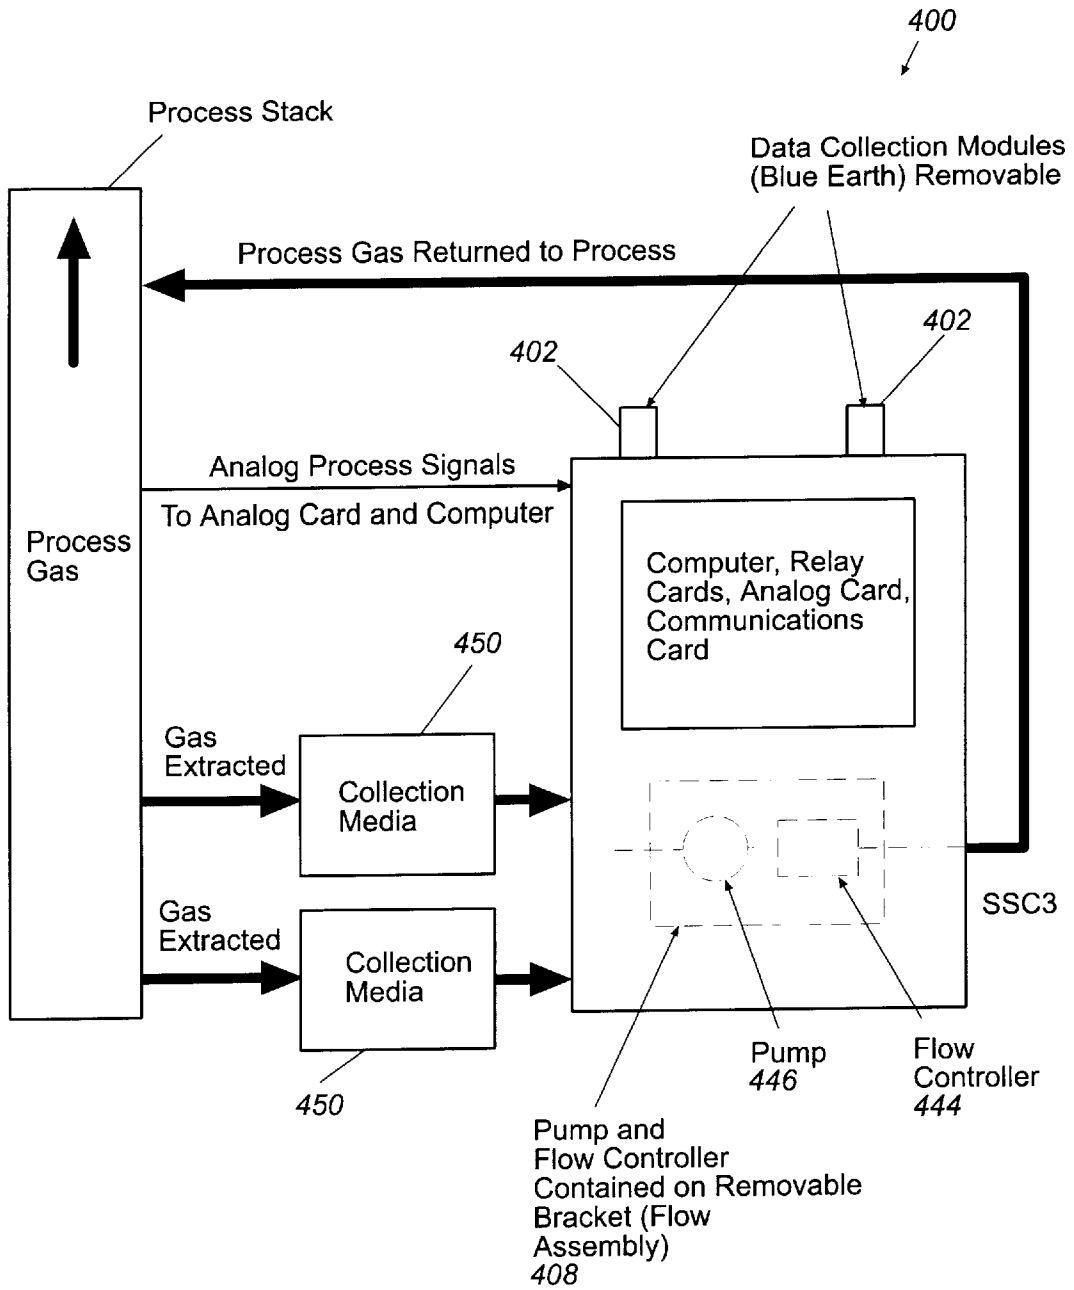 400
Process Stack
Data Collection Modules
(Blue Earth) Removable
Process Gas Returned to Process
402
402
Analog Process Signals
To Analog Card and Computer
Process
Gas
Computer, Relay
Cards, Analog Card,
Communications
Card
450
Gas
Extracted
Collection
Media
Gas
Extracted
Collection
Media
450
SSC3
Pump
446
Flow
Controller
444
Pump and
Flow Controller
Contained on Removable
Bracket (Flow
Assembly)
408